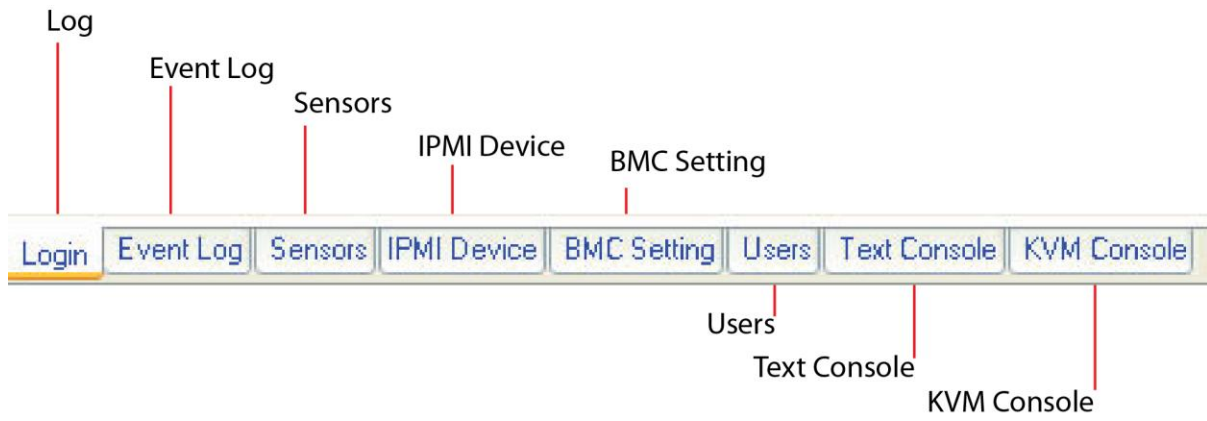 Log
Event Log
Sensors
IPMI Device
BMC Setting
Login Event Log Sensors IPMI Device BMC Setting Users Text Console KVM Console
Users
Text Console
KVM Console